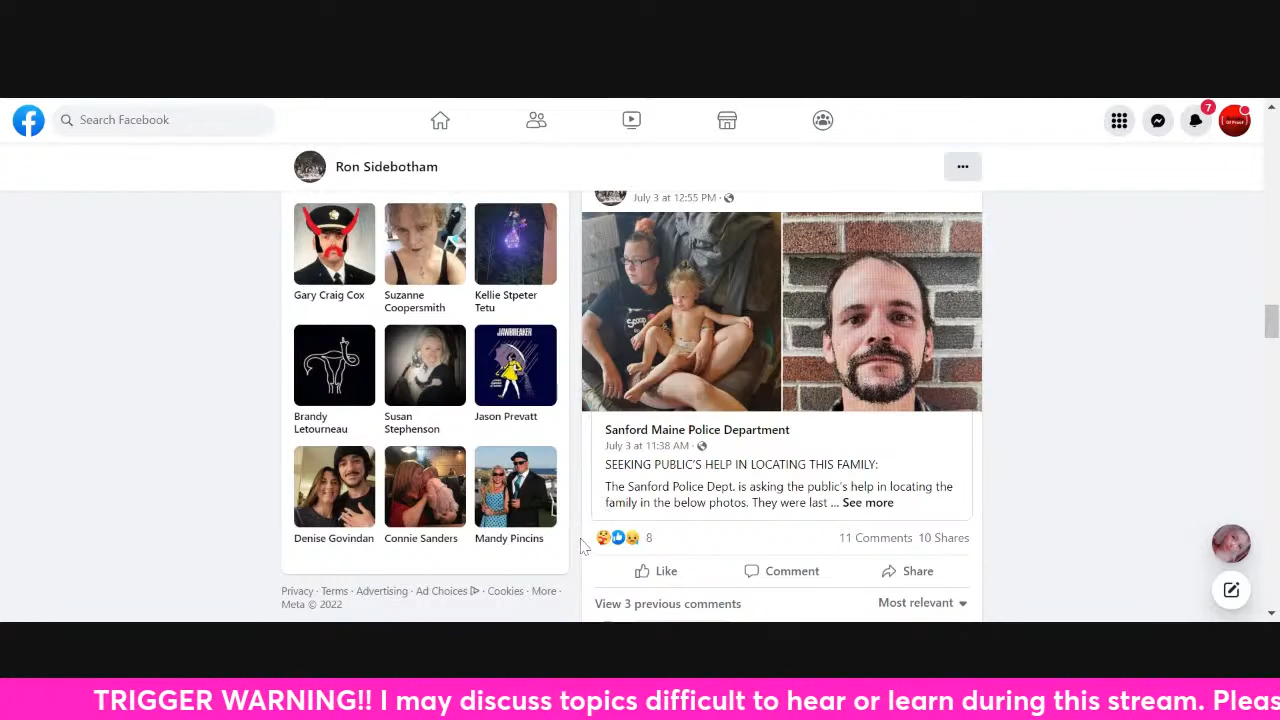 Search Facebook
7
Of Proof
Ron Sidebotham
Gary Craig Cox
Suzanne
Coopersmith
Kellie Stpeter
Tetu
JAWBREAKER
Brandy
Letourneau
Susan
Stephenson
Jason Prevatt
Denise Govindan
Connie Sanders
Mandy Pincins
Privacy · Terms · Advertising · Ad Choices · Cookies · More ·
Meta © 2022
July 3 at 12:55 PM ·
Sanford Maine Police Department
July 3 at 11:38 AM ·
SEEKING PUBLIC'S HELP IN LOCATING THIS FAMILY:
The Sanford Police Dept. is asking the public's help in locating the
family in the below photos. They were last ... See more
8
11 Comments 10 Shares
Like
Comment
Share
View 3 previous comments
Most relevant
TRIGGER WARNING!! I may discuss topics difficult to hear or learn during this stream. Pleas